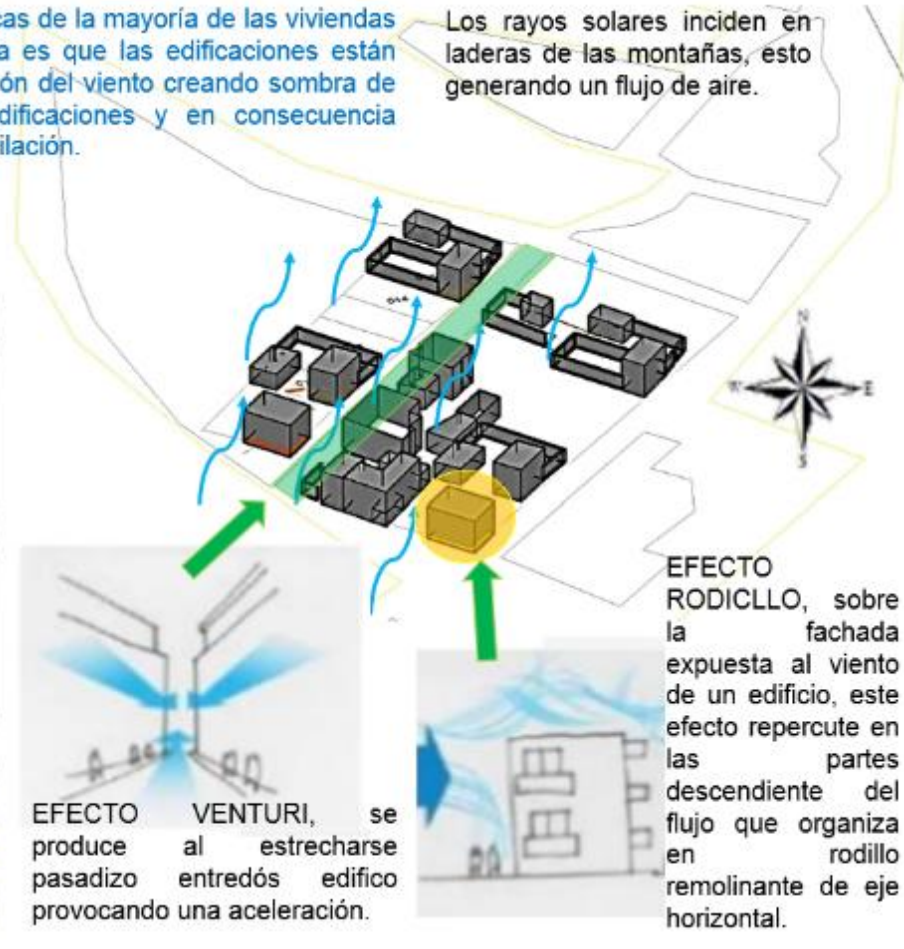 cas de la mayoría de las viviendas
a es que las edificaciones están
ón del viento creando sombra de
dificaciones y en consecuencia
ilación.
Los rayos solares inciden en
laderas de las montañas, esto
generando un flujo de aire.
N
W
E
S
EFECTO VENTURI, se
produce al estrecharse
pasadizo entredós edifico
provocando una aceleración.
EFECTO
RODICLLO, sobre
la fachada
expuesta al viento
de un edificio, este
efecto repercute en
las partes
descendiente del
flujo que organiza
en rodillo
remolinante de eje
horizontal.